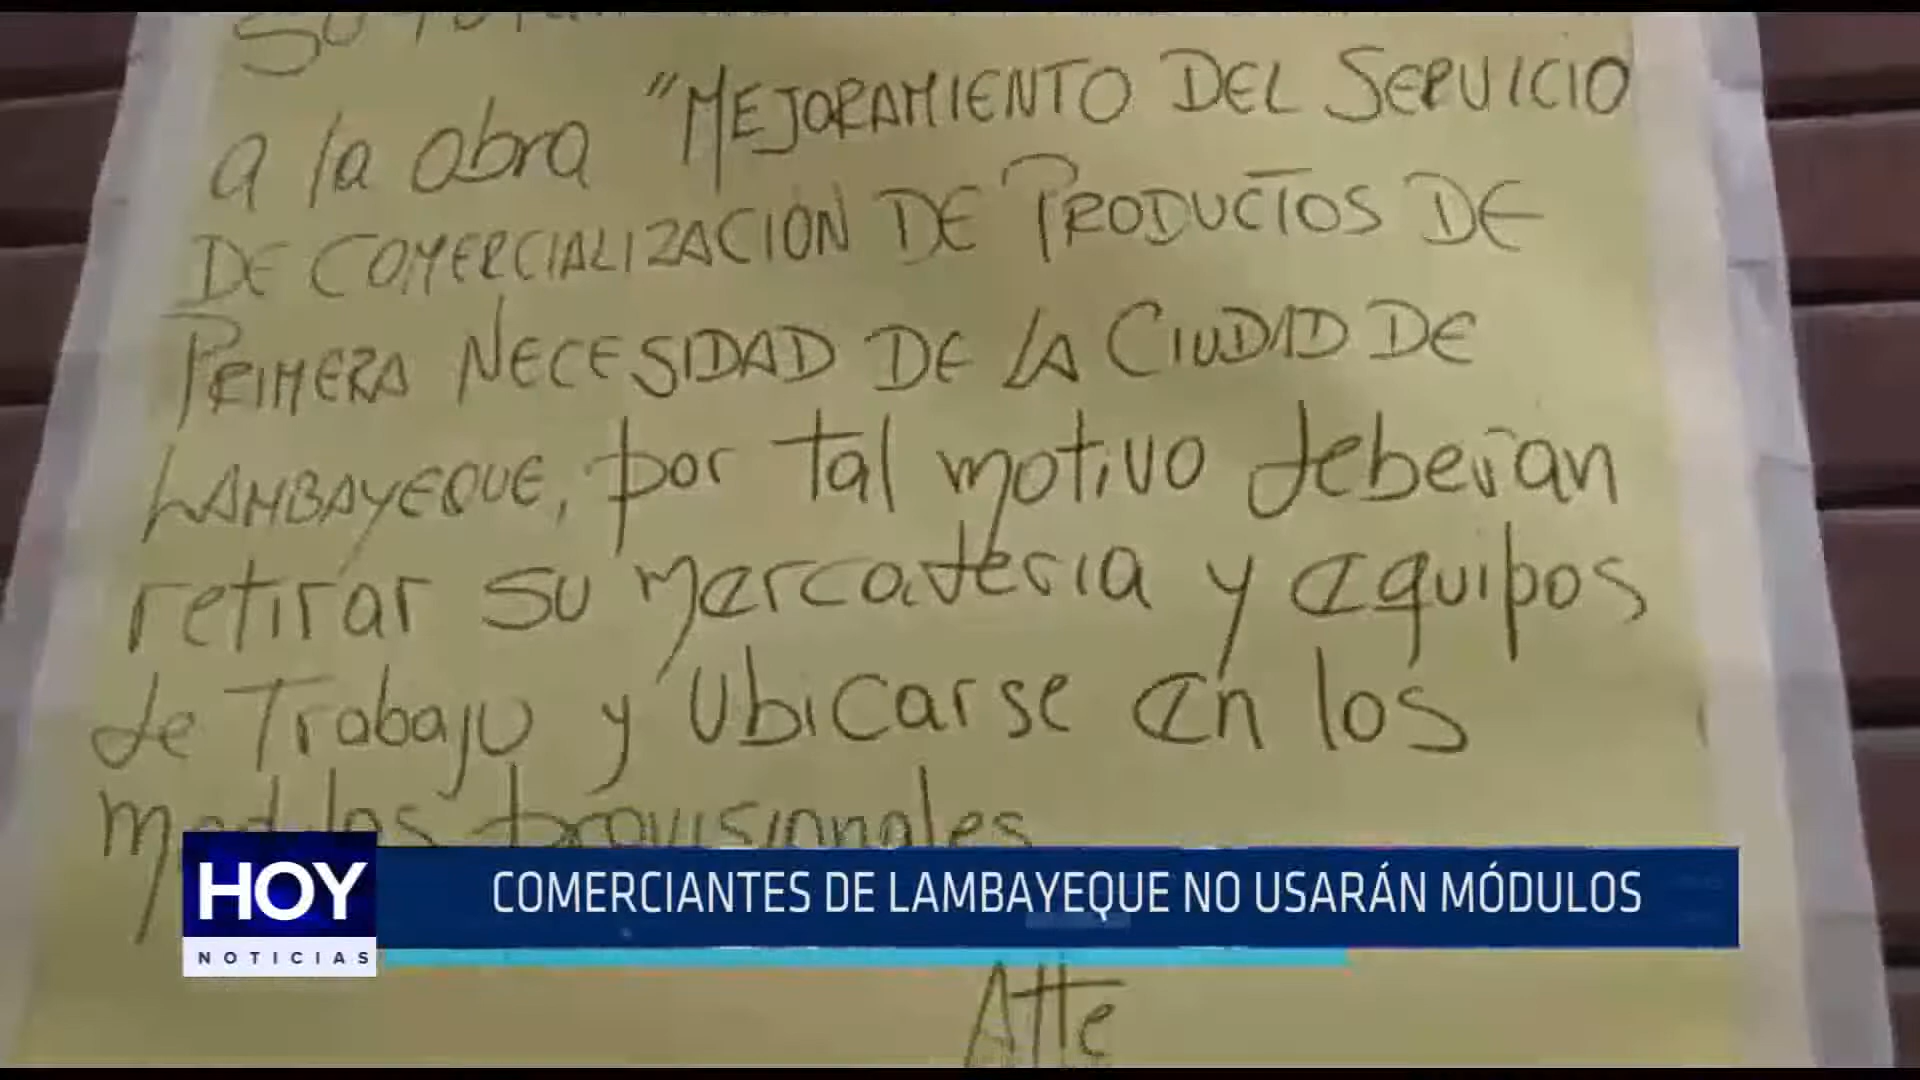 a la obra "MEJORAMIENTO DEL SERVICIO
DE COMERCIALIZACION DE PRODUCTOS DE
PRIMERA NECESIDAD DE LA CIUDAD DE
LAMBAYEQUE, por tal motivo deberan
retirar su mercaderia y equipos
de Trabajo y ubicarse en los
modulos provisionales
HOY
NOTICIAS
COMERCIANTES DE LAMBAYEQUE NO USARÁN MÓDULOS
Atte